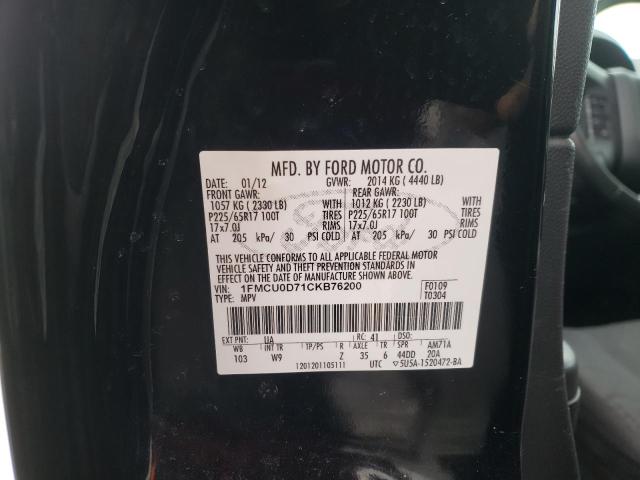 MFD. BY FORD MOTOR CO.
DATE: 01/12 GVWR: 2014 KG ( 4440 LB)
FRONT GAWR: REAR GAWR:
1057 KG ( 2330 LB) WITH 1012 KG ( 2230 LB) WITH
P225/65R17 100T TIRES P225/65R17 100T TIRES
17x7.0J RIMS 17x7.0J RIMS
AT 205 kPa/ 30 PSI COLD AT 205 kPa/ 30 PSI COLD
THIS VEHICLE CONFORMS TO ALL APPLICABLE FEDERAL MOTOR
VEHICLE SAFETY AND BUMPER AND THEFT PREVENTION STANDARDS IN
EFFECT ON THE DATE OF MANUFACTURE SHOWN ABOVE.
VIN: 1FMCU0D71CKB76200 F0109
TYPE: MPV T0304
EXT PNT: UA RC: 41 DSO:
WB INT TR TP/PS R AXLE TR SPR AM71A
103 W9 Z 35 6 44DD 20A
1201201105111 UTC ▽5U5A-1520472-BA